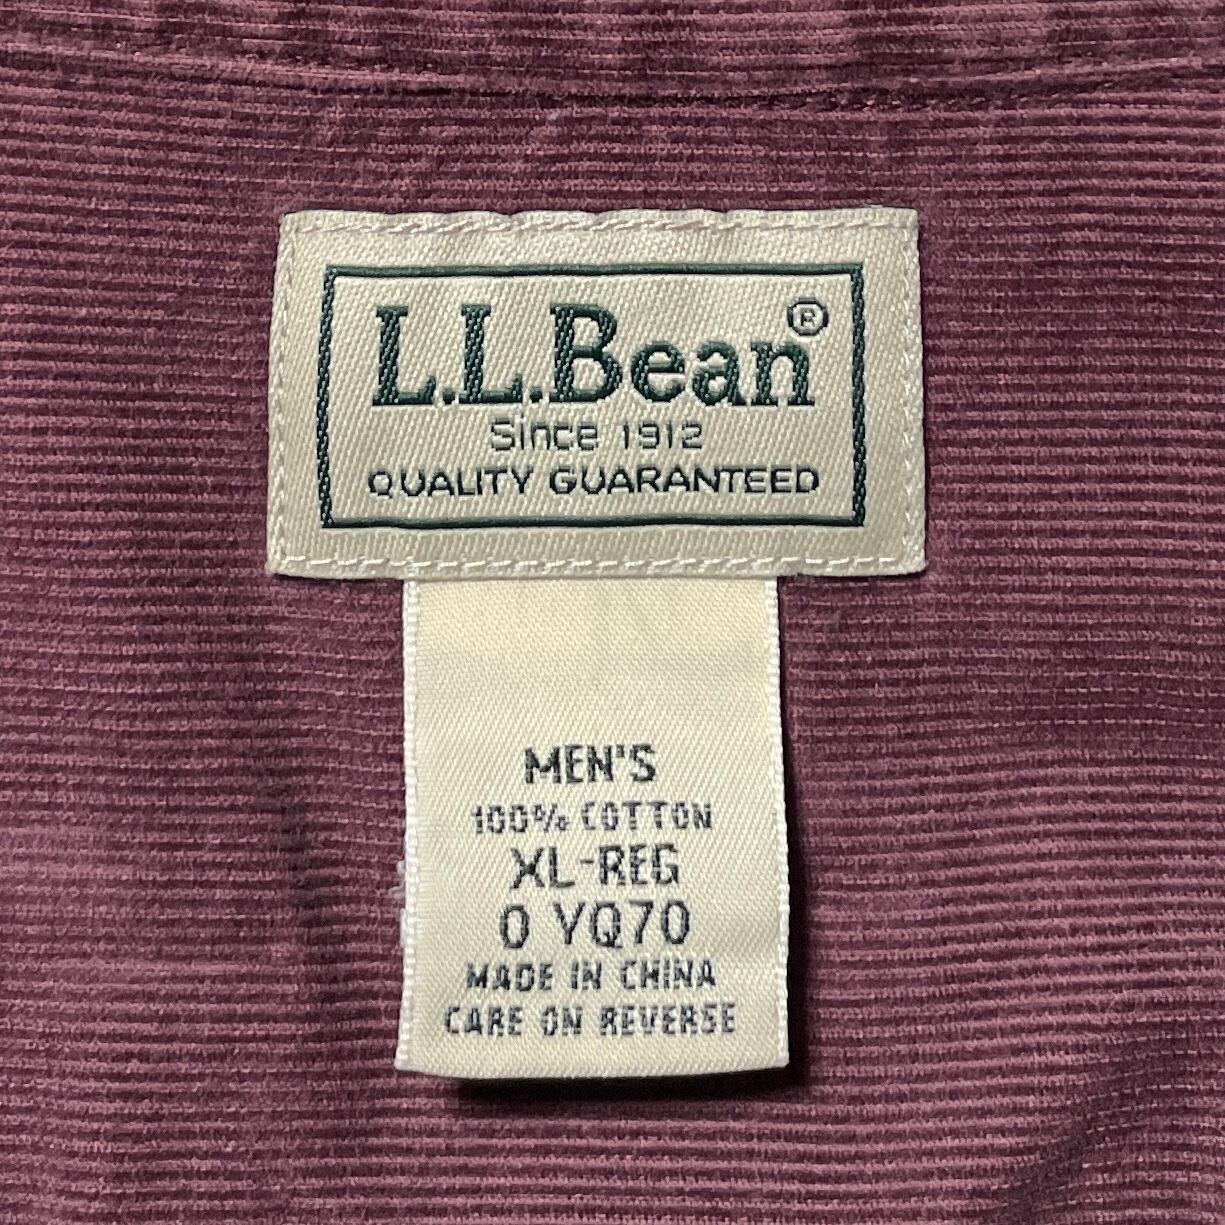 L.L.Bean®
Since 1912
QUALITY GUARANTEED
MEN'S
100% COTTON
XL-REG
0 YQ70
MADE IN CHINA
CARE ON REVERSE